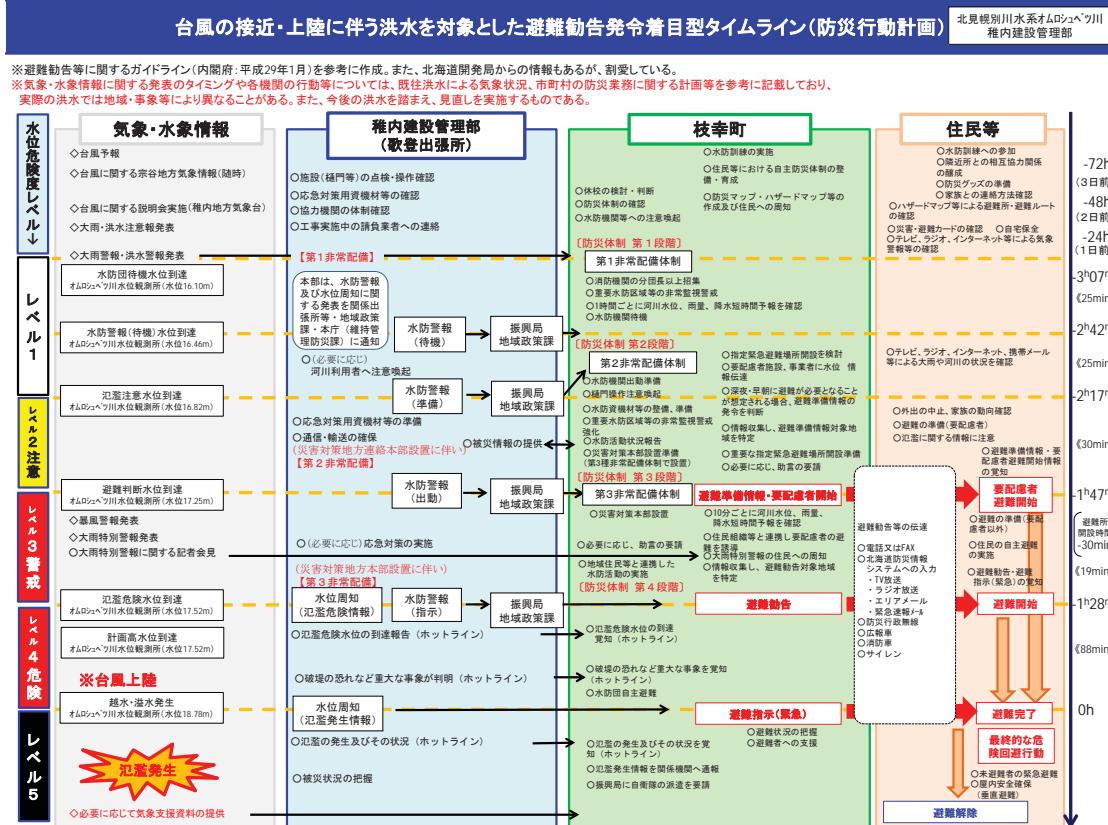 台風の接近・上陸に伴う洪水を対象とした避難勧告発令着目型タイムライン（防災行動計画）
北見幌別川水系オムロシュベツ川
稚内建設管理部
※避難勧告等に関するガイドライン（内閣府：平成29年1月）を参考に作成。また、北海道開発局からの情報もあるが、割愛している。
※気象・水象情報に関する発表のタイミングや各機関の行動等については、既往洪水による気象状況、市町村の防災業務に関する計画等を参考に記載しており、
実際の洪水では地域・事象等により異なることがある。また、今後の洪水を踏まえ、見直しを実施するものである。
水位危険度レベル↓
レベル1
レベル2注意
レベル3警戒
レベル4危険
レベル5
気象・水象情報
◇台風予報
◇台風に関する宗谷地方気象情報（随時）
◇台風に関する説明会実施（稚内地方気象台）
◇大雨・洪水注意報発表
◇大雨警報・洪水警報発表
水防団待機水位到達
オムロシュベツ川水位観測所（水位16.10m）
水防警報（待機）水位到達
オムロシュベツ川水位観測所（水位16.46m）
氾濫注意水位到達
オムロシュベツ川水位観測所（水位16.82m）
避難判断水位到達
オムロシュベツ川水位観測所（水位17.25m）
◇暴風警報発表
◇大雨特別警報発表
◇大雨特別警報に関する記者会見
氾濫危険水位到達
オムロシュベツ川水位観測所（水位17.52m）
計画高水位到達
オムロシュベツ川水位観測所（水位17.52m）
※台風上陸
越水・溢水発生
オムロシュベツ川水位観測所（水位18.78m）
氾濫発生
◇必要に応じて気象支援資料の提供
稚内建設管理部
（歌登出張所）
○施設（樋門等）の点検・操作確認
○応急対策用資機材等の確認
○協力機関の体制確認
○工事実施中の請負業者への連絡
【第1非常配備】
本部は、水防警報
及び水位周知に関
する発表を関係出
張所等・地域政策
課・本庁（維持管
理防災課）に通知
水防警報
（待機）
振興局
地域政策課
○（必要に応じ）
河川利用者へ注意喚起
水防警報
（準備）
振興局
地域政策課
○応急対策用資機材等の準備
○通信・輸送の確保
○被災情報の提供
（災害対策地方連絡本部設置に伴い）
【第２非常配備】
水防警報
（出動）
振興局
地域政策課
○（必要に応じ）応急対策の実施
（災害対策地方本部設置に伴い）
【第３非常配備】
水位周知
（氾濫危険情報）
水防警報
（指示）
振興局
地域政策課
○氾濫危険水位の到達報告（ホットライン）
○破堤の恐れなど重大な事象が判明（ホットライン）
水位周知
（氾濫発生情報）
○氾濫の発生及びその状況（ホットライン）
○被災状況の把握
枝幸町
○水防訓練の実施
○住民等における自主防災体制の整
備・育成
○防災マップ・ハザードマップ等の
作成及び住民への周知
○休校の検討・判断
○防災体制の確認
○水防機関等への注意喚起
〔防災体制 第１段階〕
第1非常配備体制
○消防機関の分団長以上招集
○重要水防区域等の非常監視警戒
○1時間ごとに河川水位、雨量、降水短時間予報を確認
○水防機関待機
〔防災体制 第２段階〕
第2非常配備体制
○水防機関出動準備
○樋門操作注意喚起
○水防資機材等の整備、準備
○重要水防区域等の非常監視警戒
強化
○水防活動状況報告
○災害対策本部設置準備
（第3種非常配備体制で設置）
○指定緊急避難場所開設を検討
○要配慮者施設、事業者に水位 情
報伝達
○深夜・早朝に避難が必要となること
が想定される場合、避難準備情報の
発令を判断
○情報収集し、避難準備情報対象地
域を特定
○重要な指定緊急避難場所開設準備
○必要に応じ、助言の要請
〔防災体制 第３段階〕
第3非常配備体制
避難準備情報・要配慮者開始
○災害対策本部設置
○10分ごとに河川水位、雨量、
降水短時間予報を確認
○住民組織等と連携し要配慮者の避
難を誘導
○大雨特別警報の住民への周知
○情報収集し、避難勧告対象地域
を特定
○必要に応じ、助言の要請
○地域住民等と連携した
水防活動の実施
〔防災体制 第４段階〕
避難勧告
○氾濫危険水位の到達
覚知（ホットライン）
○破堤の恐れなど重大な事象を覚知
（ホットライン）
○水防団自主避難
避難指示（緊急）
○避難状況の把握
○避難者への支援
○氾濫の発生及びその状況を覚
知（ホットライン）
○氾濫発生情報を関係機関へ通報
○振興局に自衛隊の派遣を要請
住民等
○水防訓練への参加
○隣近所との相互協力関係
の醸成
○防災グッズの準備
○家族との連絡方法確認
○ハザードマップ等による避難所・避難ルート
の確認
○災害・避難カードの確認 ○自宅保全
○テレビ、ラジオ、インターネット等による気象
警報等の確認
○テレビ、ラジオ、インターネット、携帯メール
等による大雨や河川の状況を確認
○外出の中止、家族の動向確認
○避難の準備（要配慮者）
○氾濫に関する情報に注意
○避難準備情報・要
配慮者避難開始情報
の覚知
要配慮者
避難開始
避難勧告等の伝達
○電話又はFAX
○北海道防災情報
システムへの入力
・TV放送
・ラジオ放送
・エリアメール
・緊急速報ﾒｰﾙ
○防災行政無線
○広報車
○消防車
○サイレン
○避難の準備（要配
慮者以外）
○住民の自主避難
の実施
○避難勧告・避難
指示（緊急）の覚知
避難開始
避難完了
最終的な危
険回避行動
○未避難者の緊急避難
○屋内安全確保
（垂直避難）
避難解除
-72h
（3日前
-48h
（2日前
-24h
（1日前
-3h07m
《25min
-2h42m
《25min
-2h17m
《30min
-1h47m
避難所
開設時間
-30min
《19min
-1h28m
《88min
0h